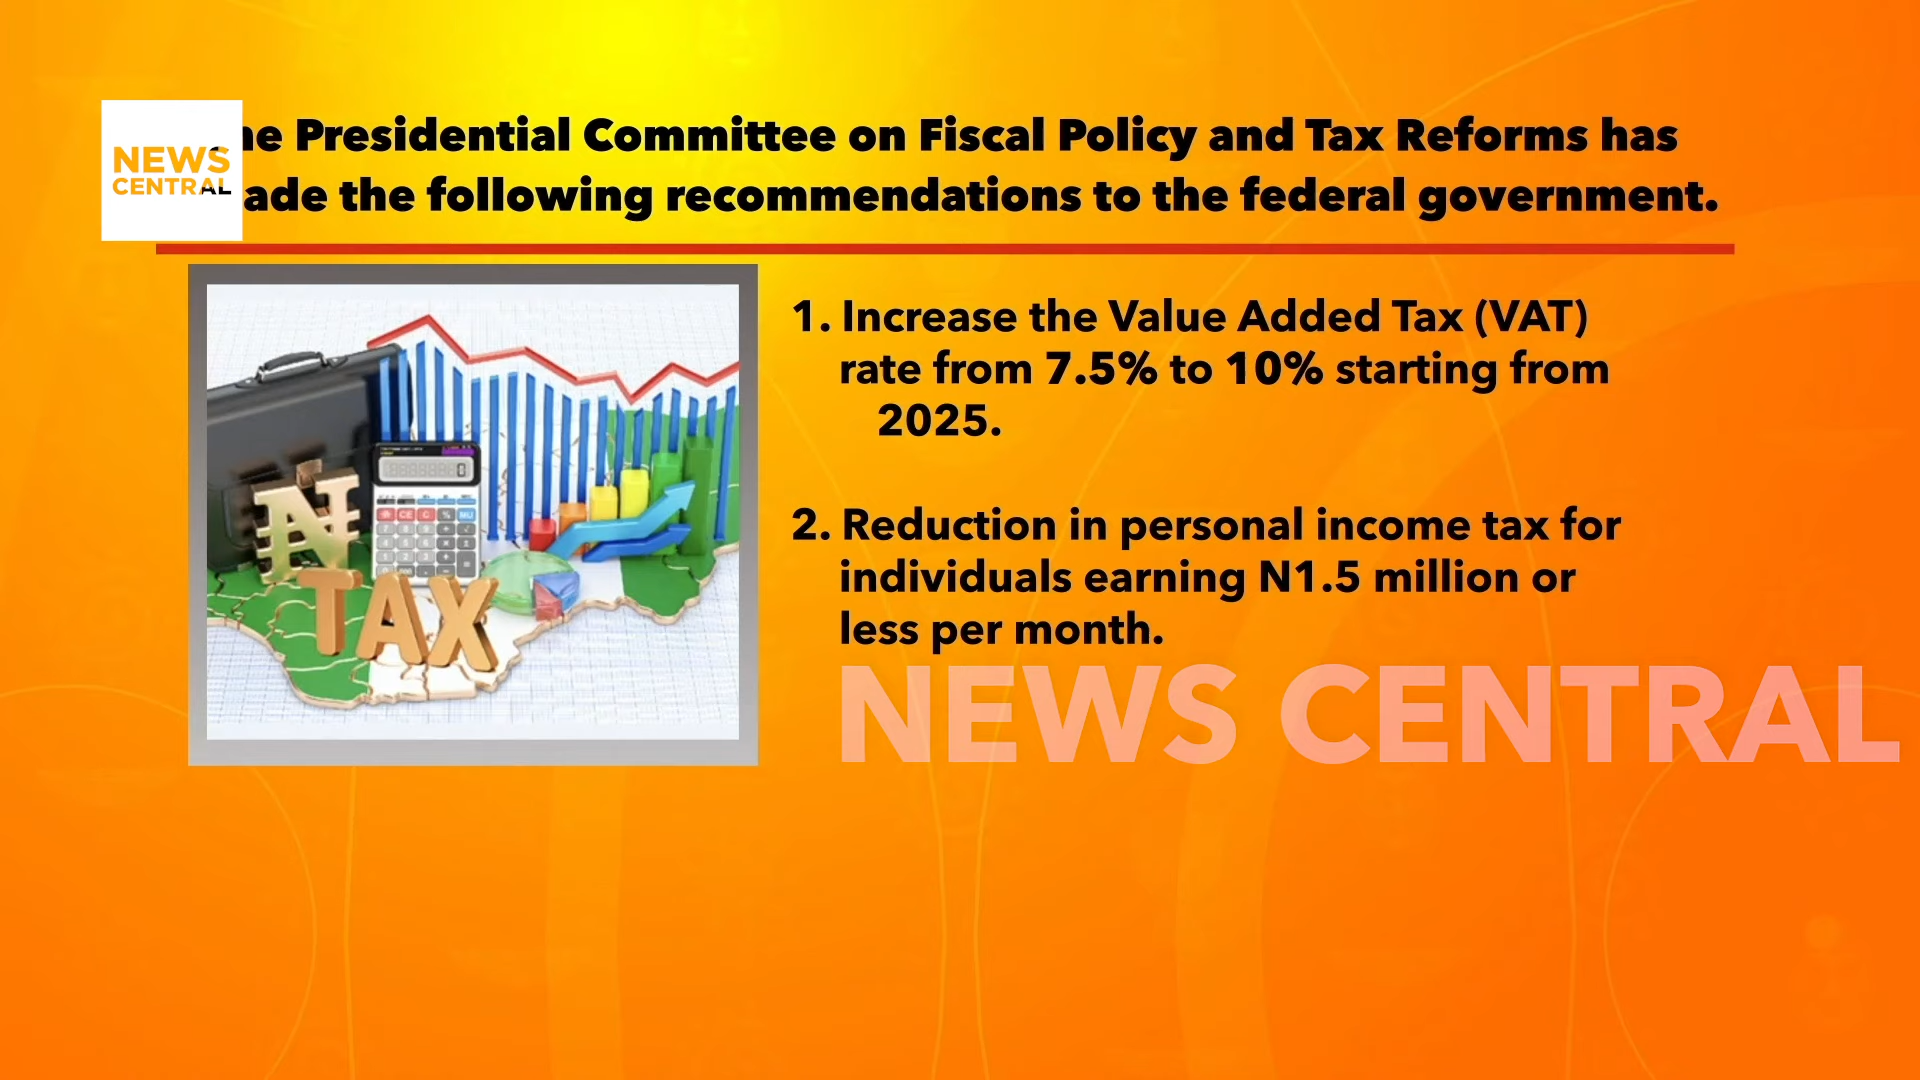 NEWS
CENTRAL
he Presidential Committee on Fiscal Policy and Tax Reforms has
ade the following recommendations to the federal government.
TAX
1. Increase the Value Added Tax (VAT)
rate from 7.5% to 10% starting from
2025.
2. Reduction in personal income tax for
individuals earning N1.5 million or
less per month.
NEWS CENTRAL